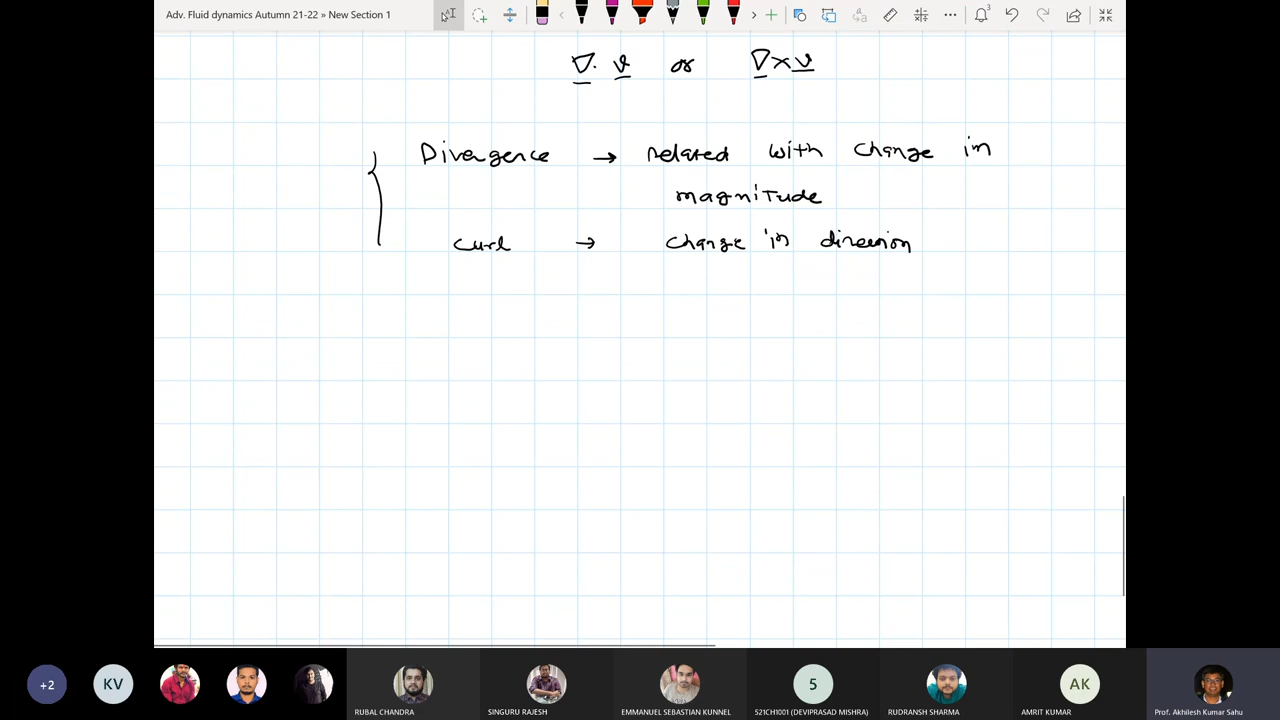 Adv. Fluid dynamics Autumn 21-22 » New Section 1
3
∇. v or ∇×v
Divergence → related with change in
magnitude
curl → change in direction
+2
KV
5
AK
RUBAL CHANDRA
SINGURU RAJESH
EMMANUEL SEBASTIAN KUNNEL
521CH1001 (DEVIPRASAD MISHRA)
RUDRANSH SHARMA
AMRIT KUMAR
Prof. Akhilesh Kumar Sahu